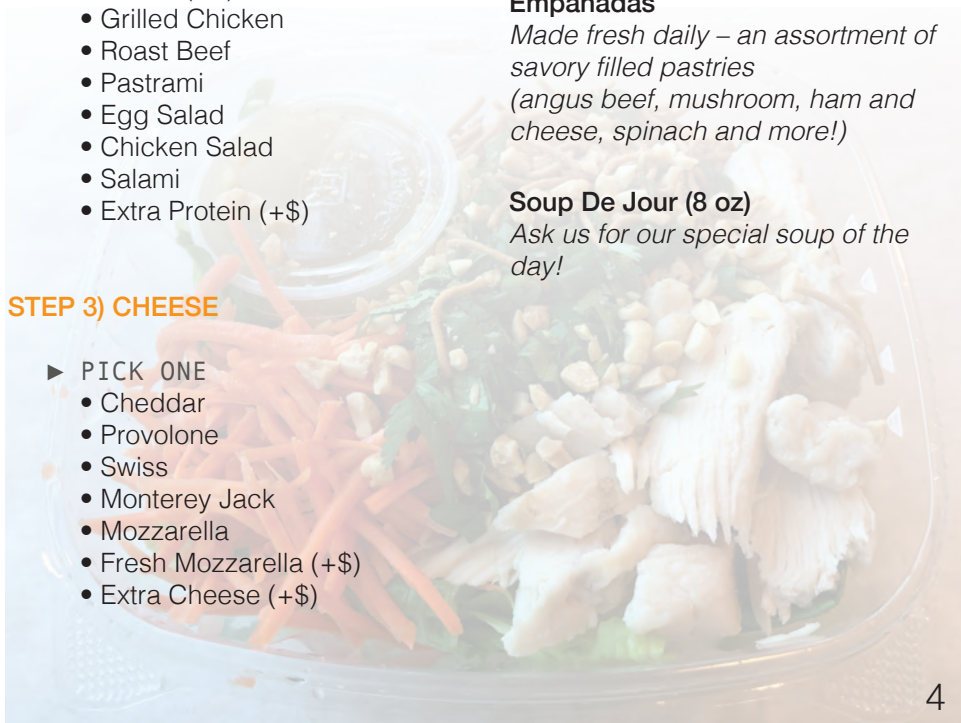 • Grilled Chicken
• Roast Beef
• Pastrami
• Egg Salad
• Chicken Salad
• Salami
• Extra Protein (+$)
STEP 3) CHEESE
► PICK ONE
• Cheddar
• Provolone
• Swiss
• Monterey Jack
• Mozzarella
• Fresh Mozzarella (+$)
• Extra Cheese (+$)
Empanadas
Made fresh daily – an assortment of
savory filled pastries
(angus beef, mushroom, ham and
cheese, spinach and more!)
Soup De Jour (8 oz)
Ask us for our special soup of the
day!
4